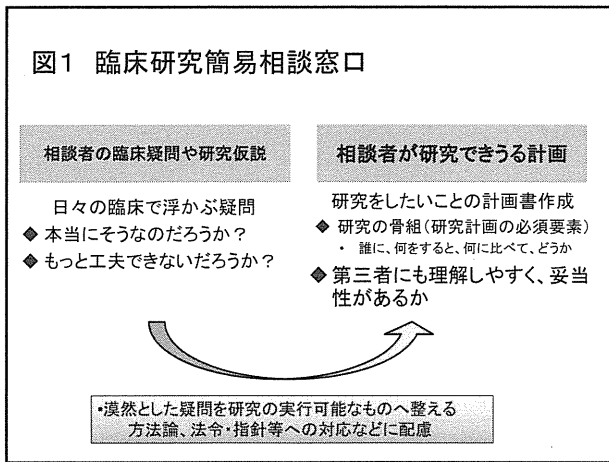 図1 臨床研究簡易相談窓口
相談者の臨床疑問や研究仮説
日々の臨床で浮かぶ疑問
◆ 本当にそうなのだろうか?
◆ もっと工夫できないだろうか?
相談者が研究できうる計画
研究をしたいことの計画書作成
◆ 研究の骨組(研究計画の必須要素)
・ 誰に、何をすると、何に比べて、どうか
◆ 第三者にも理解しやすく、妥当
性があるか
・漠然とした疑問を研究の実行可能なものへ整える
方法論、法令・指針等への対応などに配慮